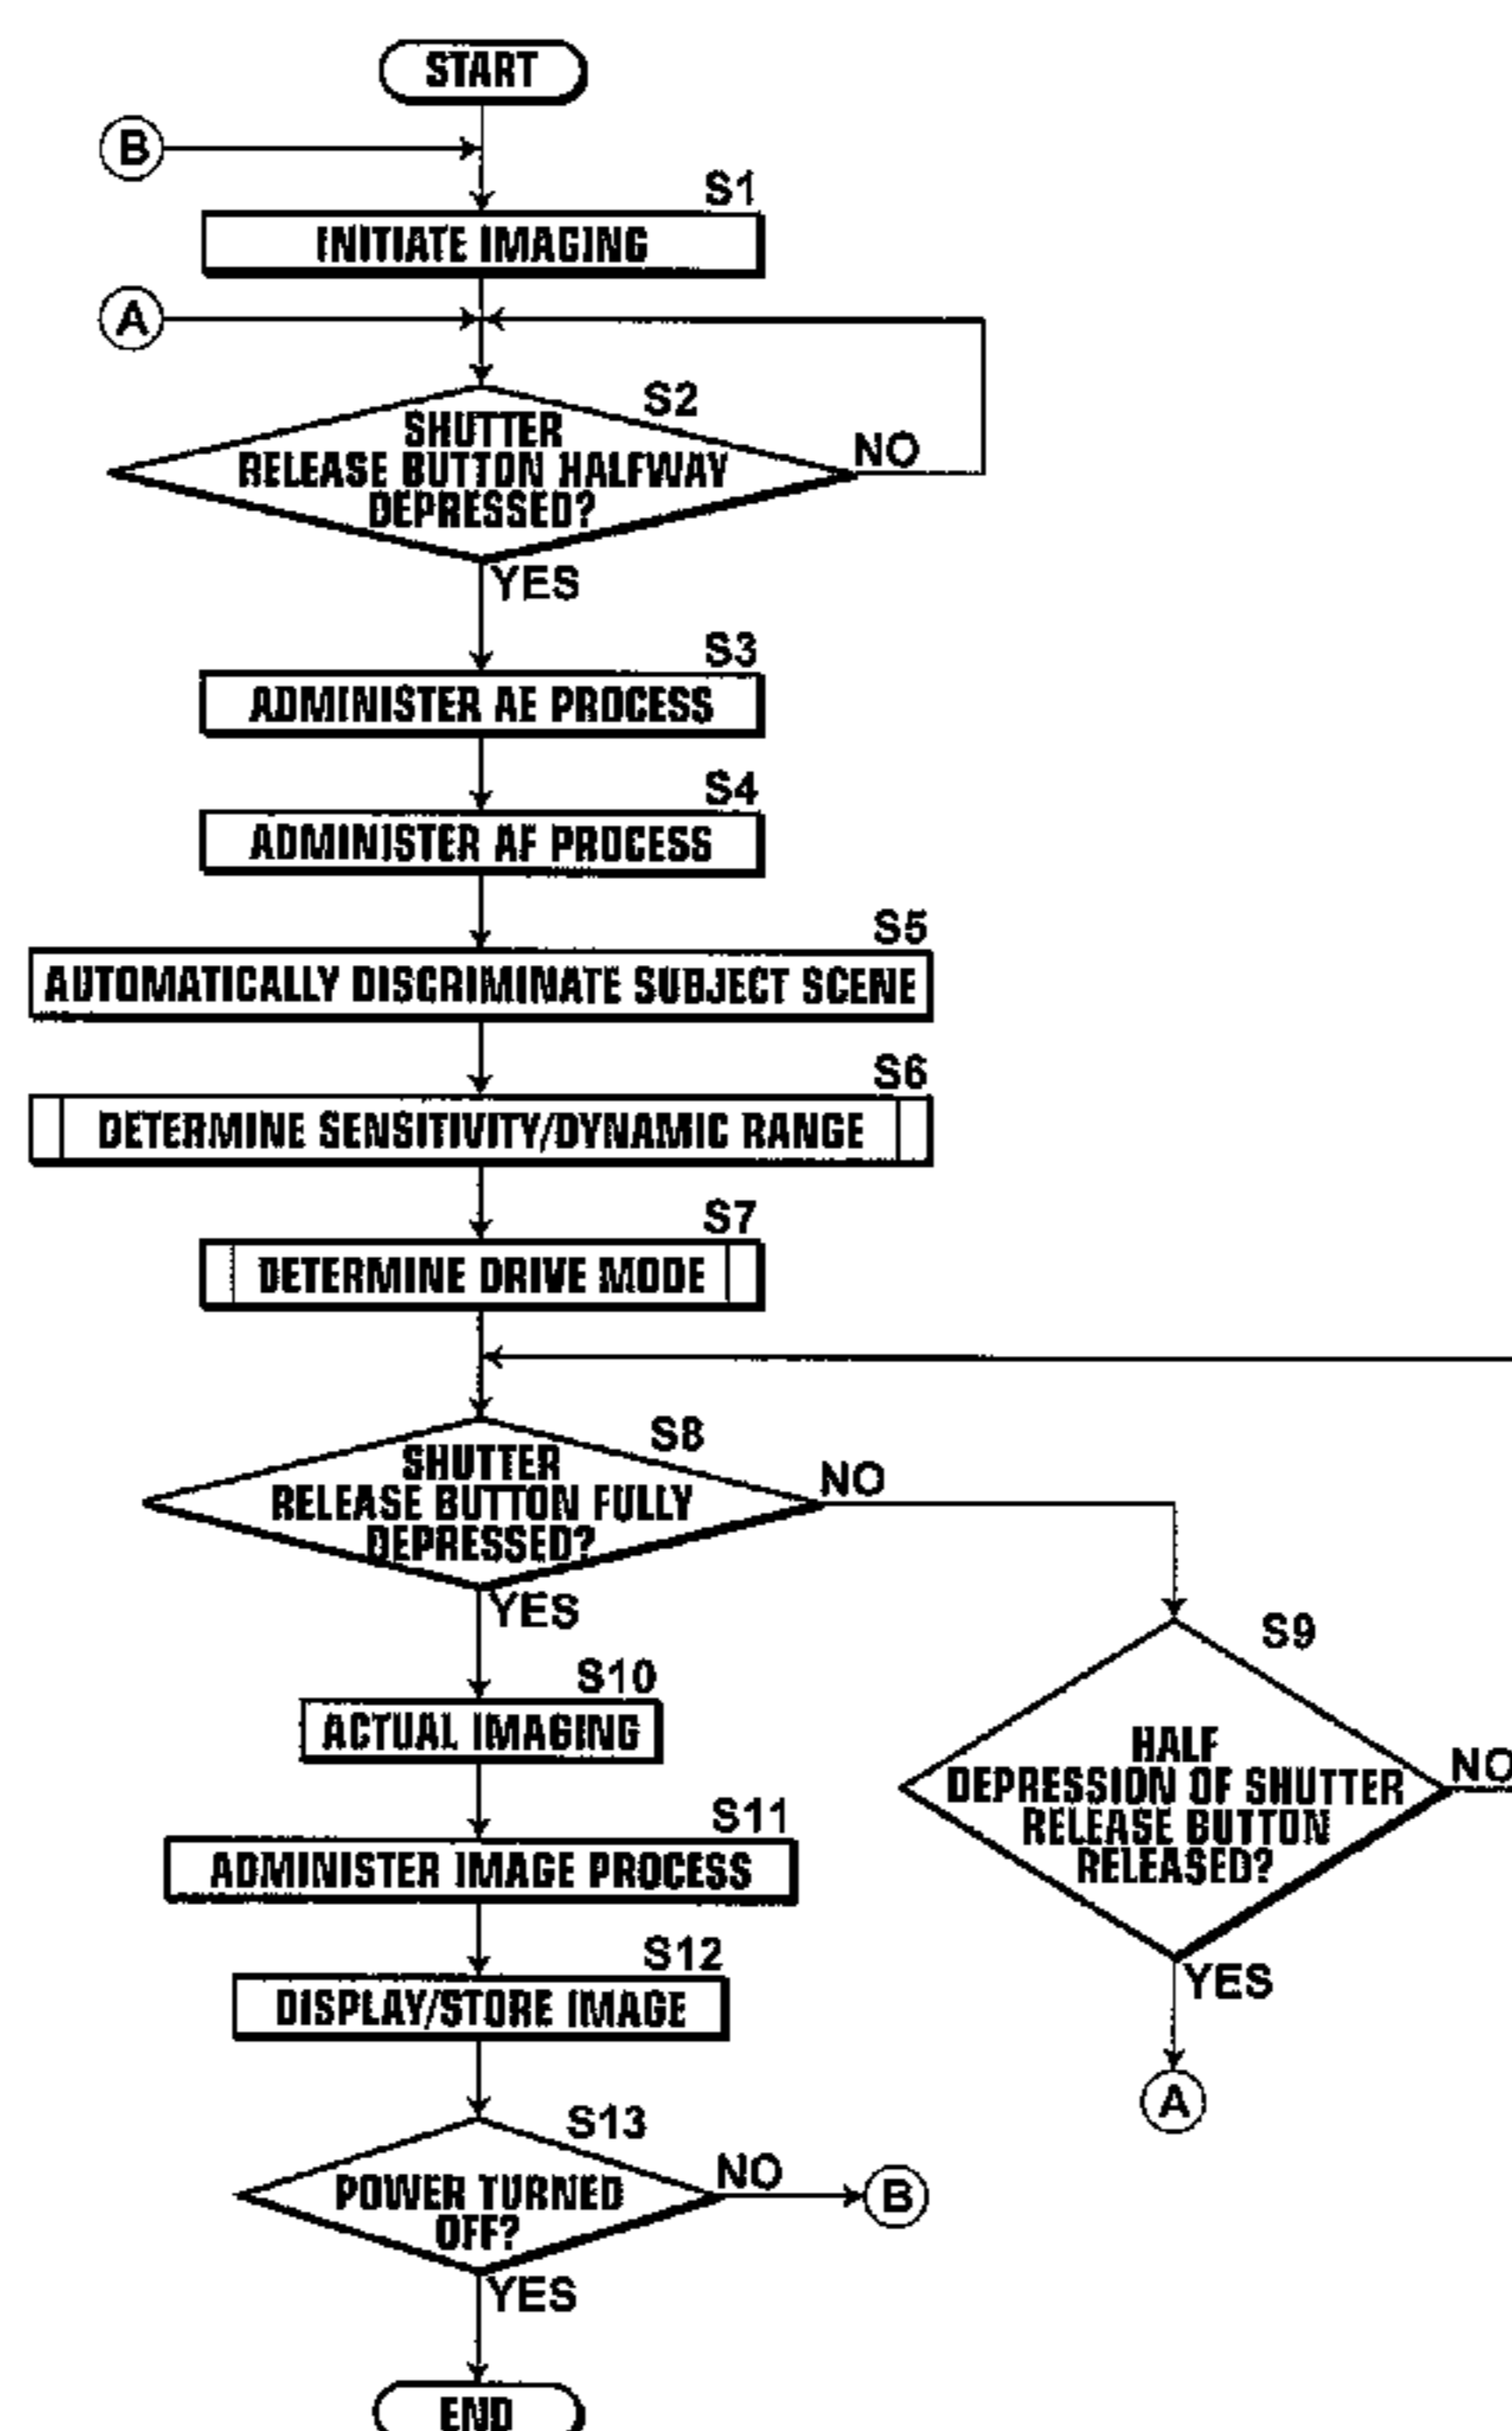 START
B
S1
INITIATE IMAGING
A
S2
SHUTTER
RELEASE BUTTON HALFWAY
DEPRESSED?
NO
YES
S3
ADMINISTER AE PROCESS
S4
ADMINISTER AF PROCESS
S5
AUTOMATICALLY DISCRIMINATE SUBJECT SCENE
S6
DETERMINE SENSITIVITY/DYNAMIC RANGE
S7
DETERMINE DRIVE MODE
S8
SHUTTER
RELEASE BUTTON FULLY
DEPRESSED?
NO
YES
S9
HALF
DEPRESSION OF SHUTTER
RELEASE BUTTON
RELEASED?
NO
YES
A
S10
ACTUAL IMAGING
S11
ADMINISTER IMAGE PROCESS
S12
DISPLAY/STORE IMAGE
S13
POWER TURNED
OFF?
NO
B
YES
END